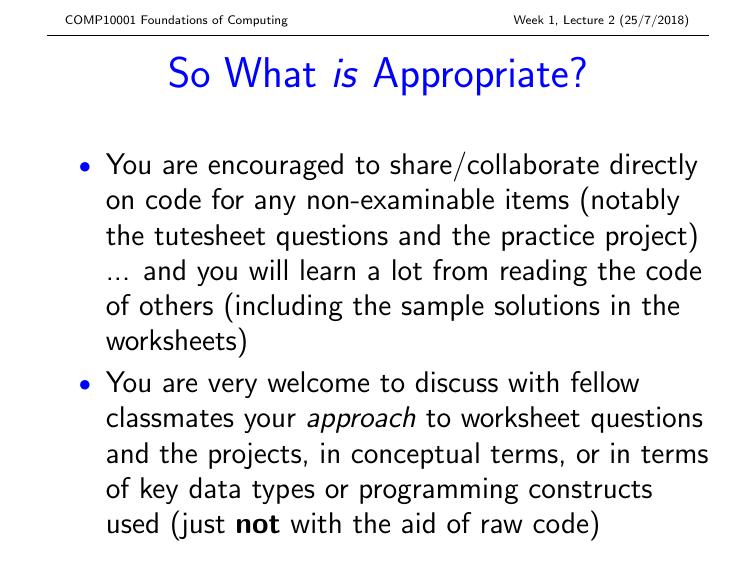 COMP10001 Foundations of Computing Week 1, Lecture 2 (25/7/2018)
So What is Appropriate?
• You are encouraged to share/collaborate directly
on code for any non-examinable items (notably
the tutesheet questions and the practice project)
... and you will learn a lot from reading the code
of others (including the sample solutions in the
worksheets)
• You are very welcome to discuss with fellow
classmates your approach to worksheet questions
and the projects, in conceptual terms, or in terms
of key data types or programming constructs
used (just not with the aid of raw code)